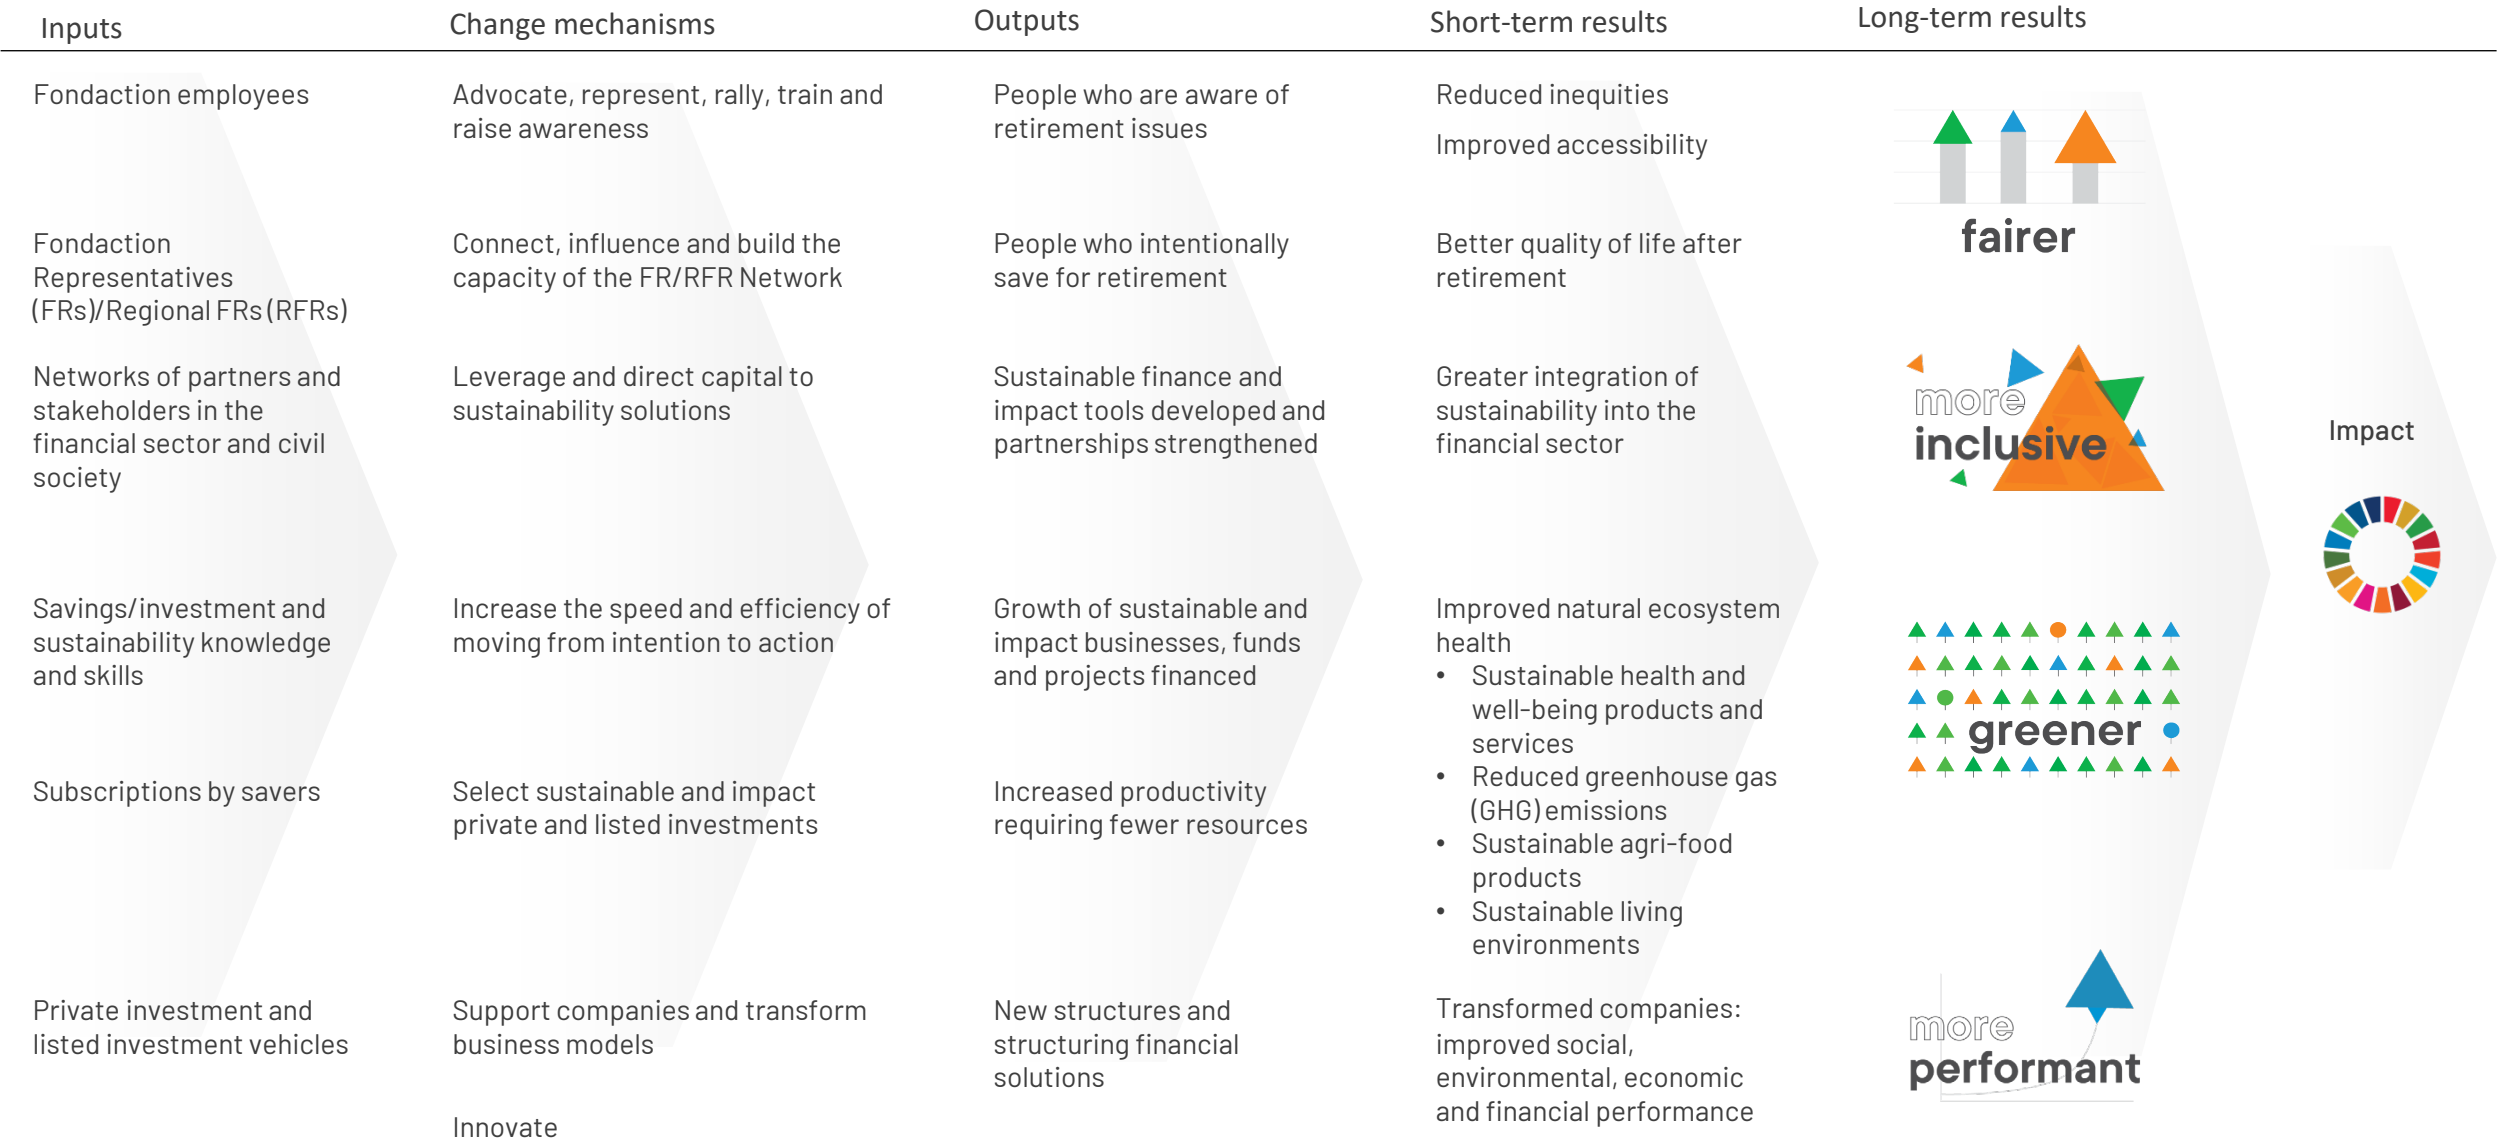 Inputs
Change mechanisms
Outputs
Short-term results
Long-term results
Fondaction employees
Advocate, represent, rally, train and
raise awareness
People who are aware of
retirement issues
Reduced inequities
Improved accessibility
fairer
Fondaction
Representatives
(FRs)/Regional FRs (RFRs)
Connect, influence and build the
capacity of the FR/RFR Network
People who intentionally
save for retirement
Better quality of life after
retirement
Networks of partners and
stakeholders in the
financial sector and civil
society
Leverage and direct capital to
sustainability solutions
Sustainable finance and
impact tools developed and
partnerships strengthened
Greater integration of
sustainability into the
financial sector
more
inclusive
Impact
Savings/investment and
sustainability knowledge
and skills
Increase the speed and efficiency of
moving from intention to action
Growth of sustainable and
impact businesses, funds
and projects financed
Improved natural ecosystem
health
• Sustainable health and
well-being products and
services
• Reduced greenhouse gas
(GHG) emissions
• Sustainable agri-food
products
• Sustainable living
environments
greener
Subscriptions by savers
Select sustainable and impact
private and listed investments
Increased productivity
requiring fewer resources
Private investment and
listed investment vehicles
Support companies and transform
business models
New structures and
structuring financial
solutions
Transformed companies:
improved social,
environmental, economic
and financial performance
more
performant
Innovate